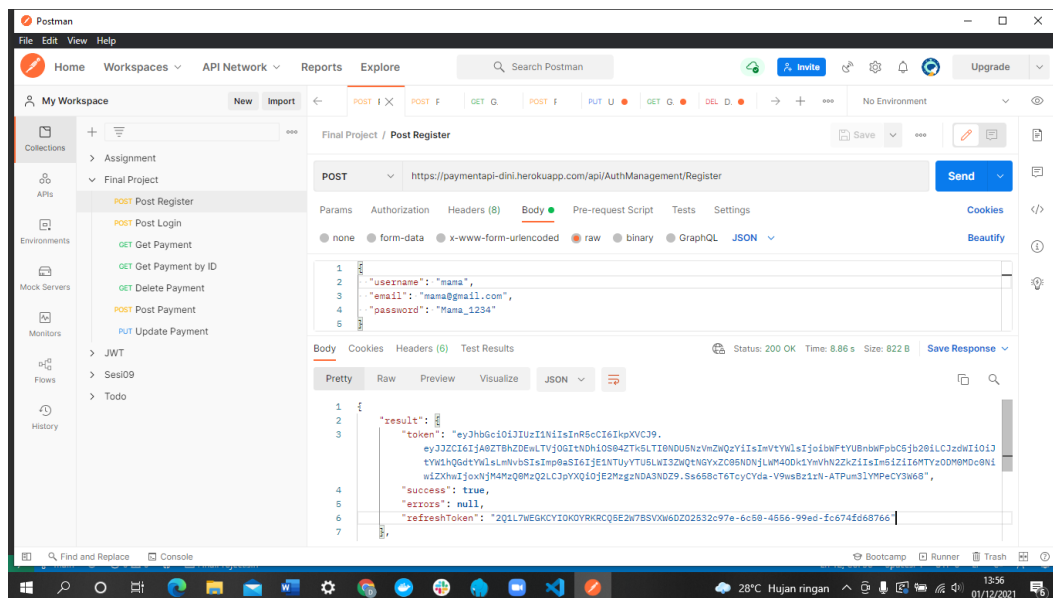 Postman
File Edit View Help
Home Workspaces API Network Reports Explore Search Postman Invite Upgrade
My Workspace New Import POST POST F GET G. POST F PUT U GET G. DEL D. No Environment
Collections
APIs
Environments
Mock Servers
Monitors
Flows
History
Assignment
Final Project
POST Post Register
POST Post Login
GET Get Payment
GET Get Payment by ID
GET Delete Payment
POST Post Payment
PUT Update Payment
JWT
Sesi09
Todo
Final Project / Post Register Save
POST https://paymentapi-dini.herokuapp.com/api/AuthManagement/Register Send
Params Authorization Headers (8) Body Pre-request Script Tests Settings Cookies
none form-data x-www-form-urlencoded raw binary GraphQL JSON Beautify
1 {
2 "username": "mama",
3 "email": "mama@gmail.com",
4 "password": "Mama_1234"
5 }
Body Cookies Headers (6) Test Results Status: 200 OK Time: 8.86 s Size: 822 B Save Response
Pretty Raw Preview Visualize JSON
1 {
2 "result": {
3 "token": "eyJhbGciOiJIUzI1NiIsInR5cCI6IkpXVCJ9.
4 "success": true,
5 "errors": null,
6 "refreshToken":
7 },
Find and Replace Console Bootcamp Runner Trash
28°C Hujan ringan 13:56
01/12/2021